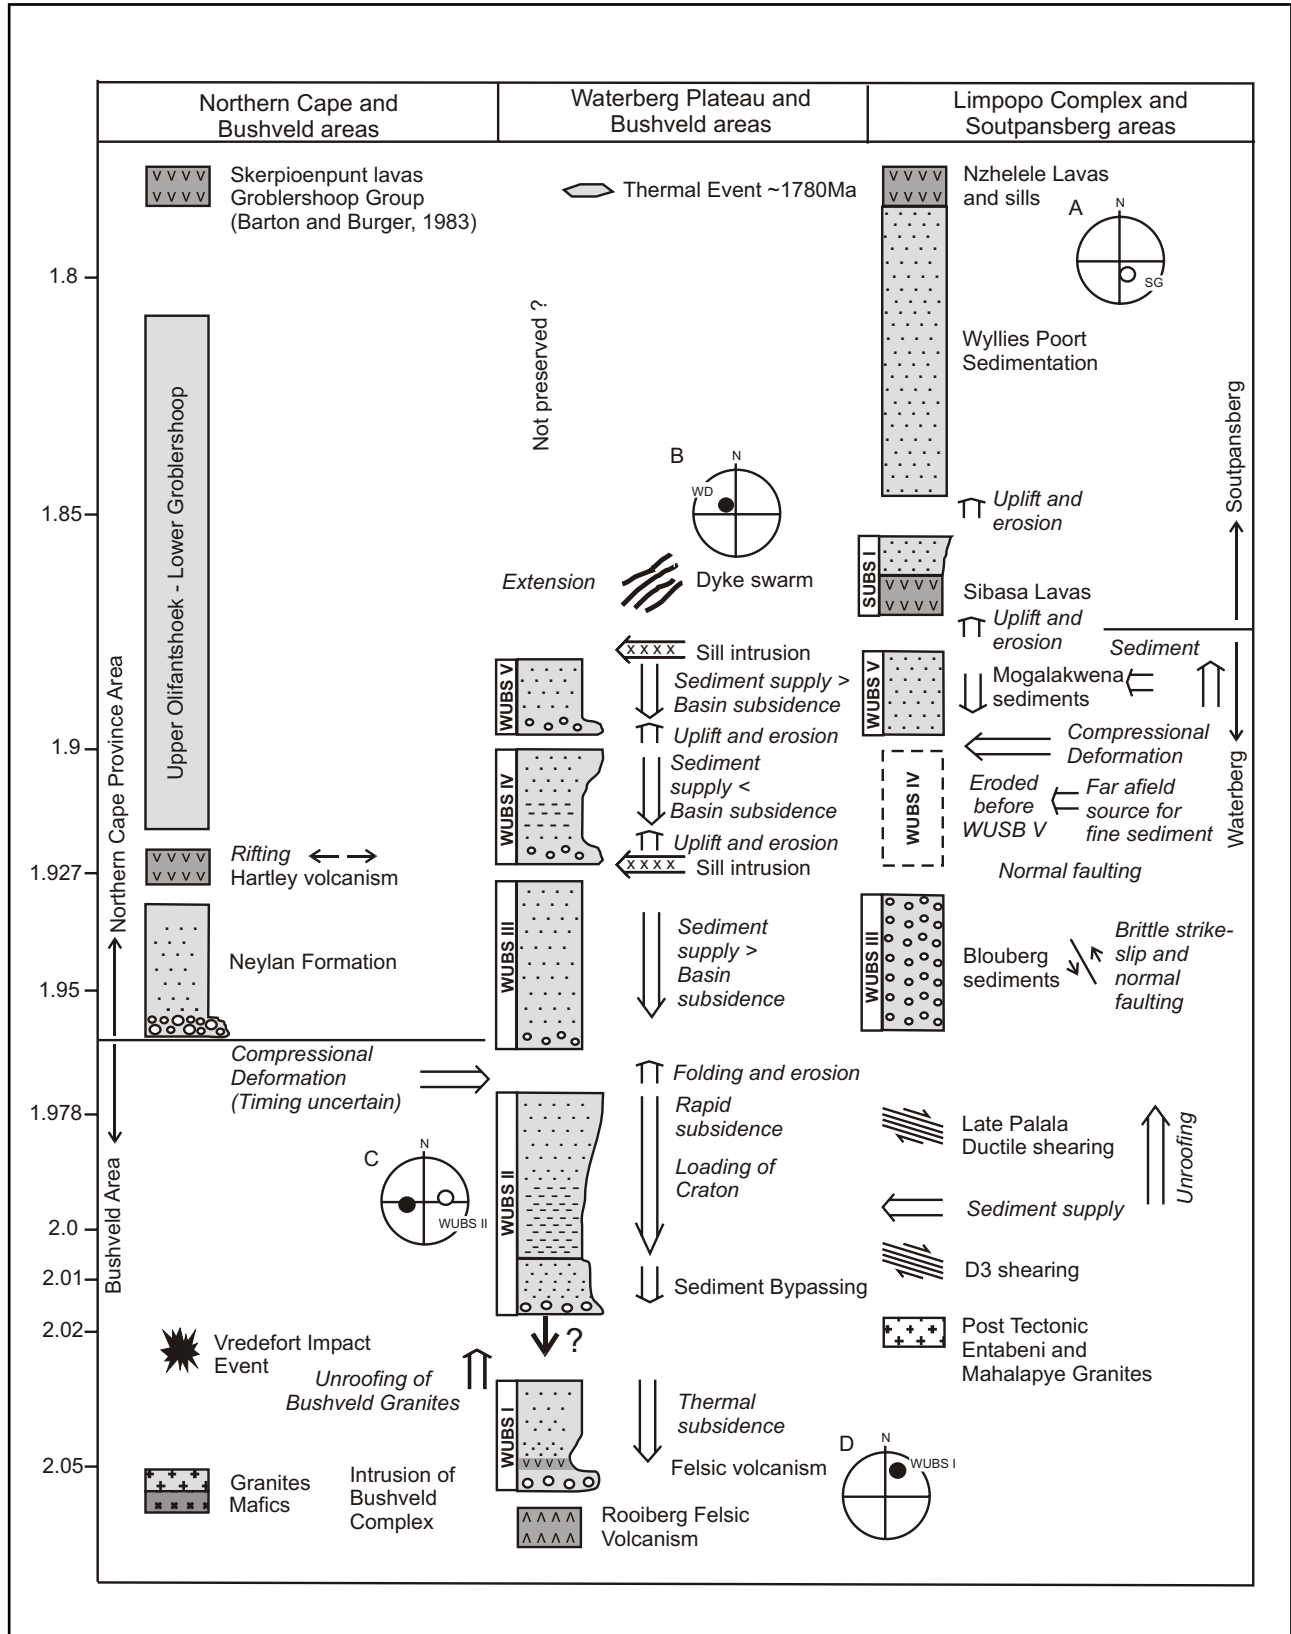 Northern Cape and
Bushveld areas
Waterberg Plateau and
Bushveld areas
Limpopo Complex and
Soutpansberg areas
1.8
1.85
1.9
1.927
1.95
1.978
2.0
2.01
2.02
2.05
Northern Cape Province Area
Bushveld Area
Skerpioenpunt lavas
Groblershoop Group
(Barton and Burger, 1983)
Upper Olifantshoek - Lower Groblershoop
Rifting
Hartley volcanism
Neylan Formation
Compressional
Deformation
(Timing uncertain)
C
N
WUBS II
Vredefort Impact
Event
Unroofing of
Bushveld Granites
Granites
Mafics
Intrusion of
Bushveld
Complex
Thermal Event ~1780Ma
Not preserved ?
B
N
WD
Extension
Dyke swarm
Sill intrusion
WUBS V
Sediment supply >
Basin subsidence
Uplift and erosion
WUBS IV
Sediment
supply <
Basin subsidence
Uplift and erosion
Sill intrusion
WUBS III
Sediment
supply >
Basin
subsidence
Folding and erosion
WUBS II
Rapid
subsidence
Loading of
Craton
Sediment Bypassing
?
WUBS I
Thermal
subsidence
Felsic volcanism
Rooiberg Felsic
Volcanism
D
N
WUBS I
Nzhelele Lavas
and sills
A
N
SG
Wyllies Poort
Sedimentation
Uplift and
erosion
SUBS I
Sibasa Lavas
Uplift and
erosion
Soutpansberg
Waterberg
Sediment
WUBS V
Mogalakwena
sediments
Compressional
Deformation
WUBS IV
Eroded
before
WUSB V
Far afield
source for
fine sediment
Normal faulting
WUBS III
Blouberg
sediments
Brittle strike-
slip and
normal
faulting
Late Palala
Ductile shearing
Unroofing
Sediment supply
D3 shearing
Post Tectonic
Entabeni and
Mahalapye Granites